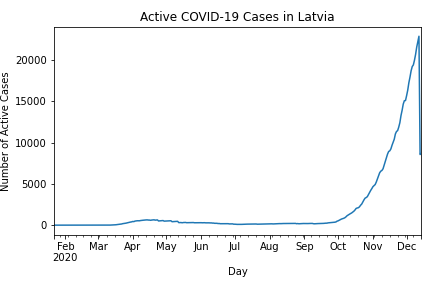 Active COVID-19 Cases in Latvia
Number of Active Cases
20000
15000
10000
5000
0
Feb Mar Apr May Jun Jul Aug Sep Oct Nov Dec
2020
Day